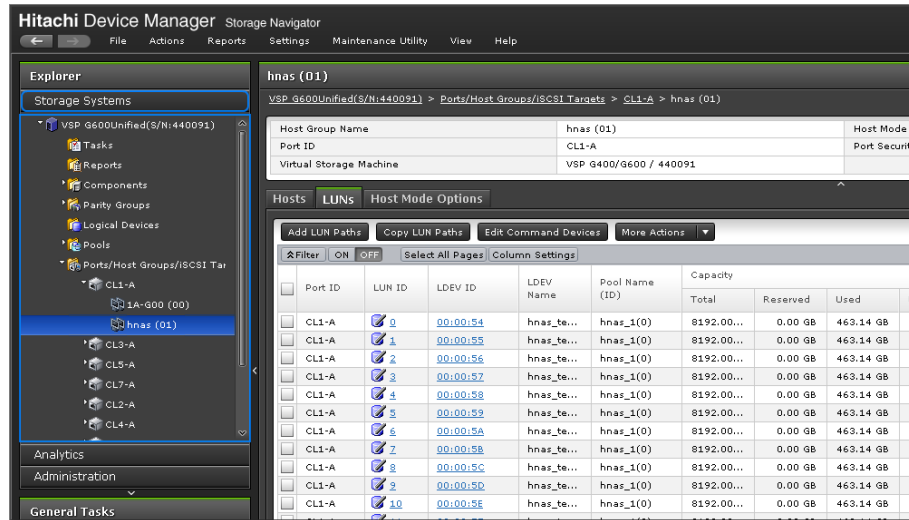 Hitachi Device Manager Storage Navigator
File Actions Reports Settings Maintenance Utility View Help
Explorer
Storage Systems
VSP G600Unified(S/N:440091)
Tasks
Reports
Components
Parity Groups
Logical Devices
Pools
Ports/Host Groups/iSCSI Tar
CL1-A
1A-G00 (00)
hnas (01)
CL3-A
CL5-A
CL7-A
CL2-A
CL4-A
Analytics
Administration
General Tasks
hnas (01)
VSP G600Unified(S/N:440091) > Ports/Host Groups/iSCSI Targets > CL1-A > hnas (01)
Host Group Name hnas (01) Host Mode
Port ID CL1-A Port Securit
Virtual Storage Machine VSP G400/G600 / 440091
Hosts LUNs Host Mode Options
Add LUN Paths Copy LUN Paths Edit Command Devices More Actions
Filter ON OFF Select All Pages Column Settings
Port ID LUN ID LDEV ID LDEV Name Pool Name (ID) Capacity
Total Reserved Used
CL1-A 0 00:00:54 hnas_te... hnas_1(0) 8192.00... 0.00 GB 463.14 GB
CL1-A 1 00:00:55 hnas_te... hnas_1(0) 8192.00... 0.00 GB 463.14 GB
CL1-A 2 00:00:56 hnas_te... hnas_1(0) 8192.00... 0.00 GB 463.14 GB
CL1-A 3 00:00:57 hnas_te... hnas_1(0) 8192.00... 0.00 GB 463.14 GB
CL1-A 4 00:00:58 hnas_te... hnas_1(0) 8192.00... 0.00 GB 463.14 GB
CL1-A 5 00:00:59 hnas_te... hnas_1(0) 8192.00... 0.00 GB 463.14 GB
CL1-A 6 00:00:5A hnas_te... hnas_1(0) 8192.00... 0.00 GB 463.14 GB
CL1-A 7 00:00:5B hnas_te... hnas_1(0) 8192.00... 0.00 GB 463.14 GB
CL1-A 8 00:00:5C hnas_te... hnas_1(0) 8192.00... 0.00 GB 463.14 GB
CL1-A 9 00:00:5D hnas_te... hnas_1(0) 8192.00... 0.00 GB 463.14 GB
CL1-A 10 00:00:5E hnas_te... hnas_1(0) 8192.00... 0.00 GB 463.14 GB